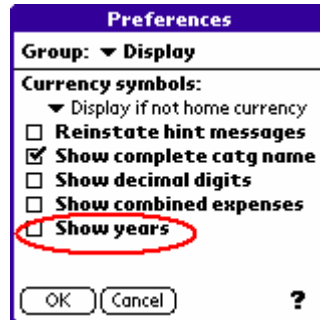 Preferences
Group: Display
Currency symbols:
Display if not home currency
Reinstate hint messages
Show complete catg name
Show decimal digits
Show combined expenses
Show years
OK Cancel ?